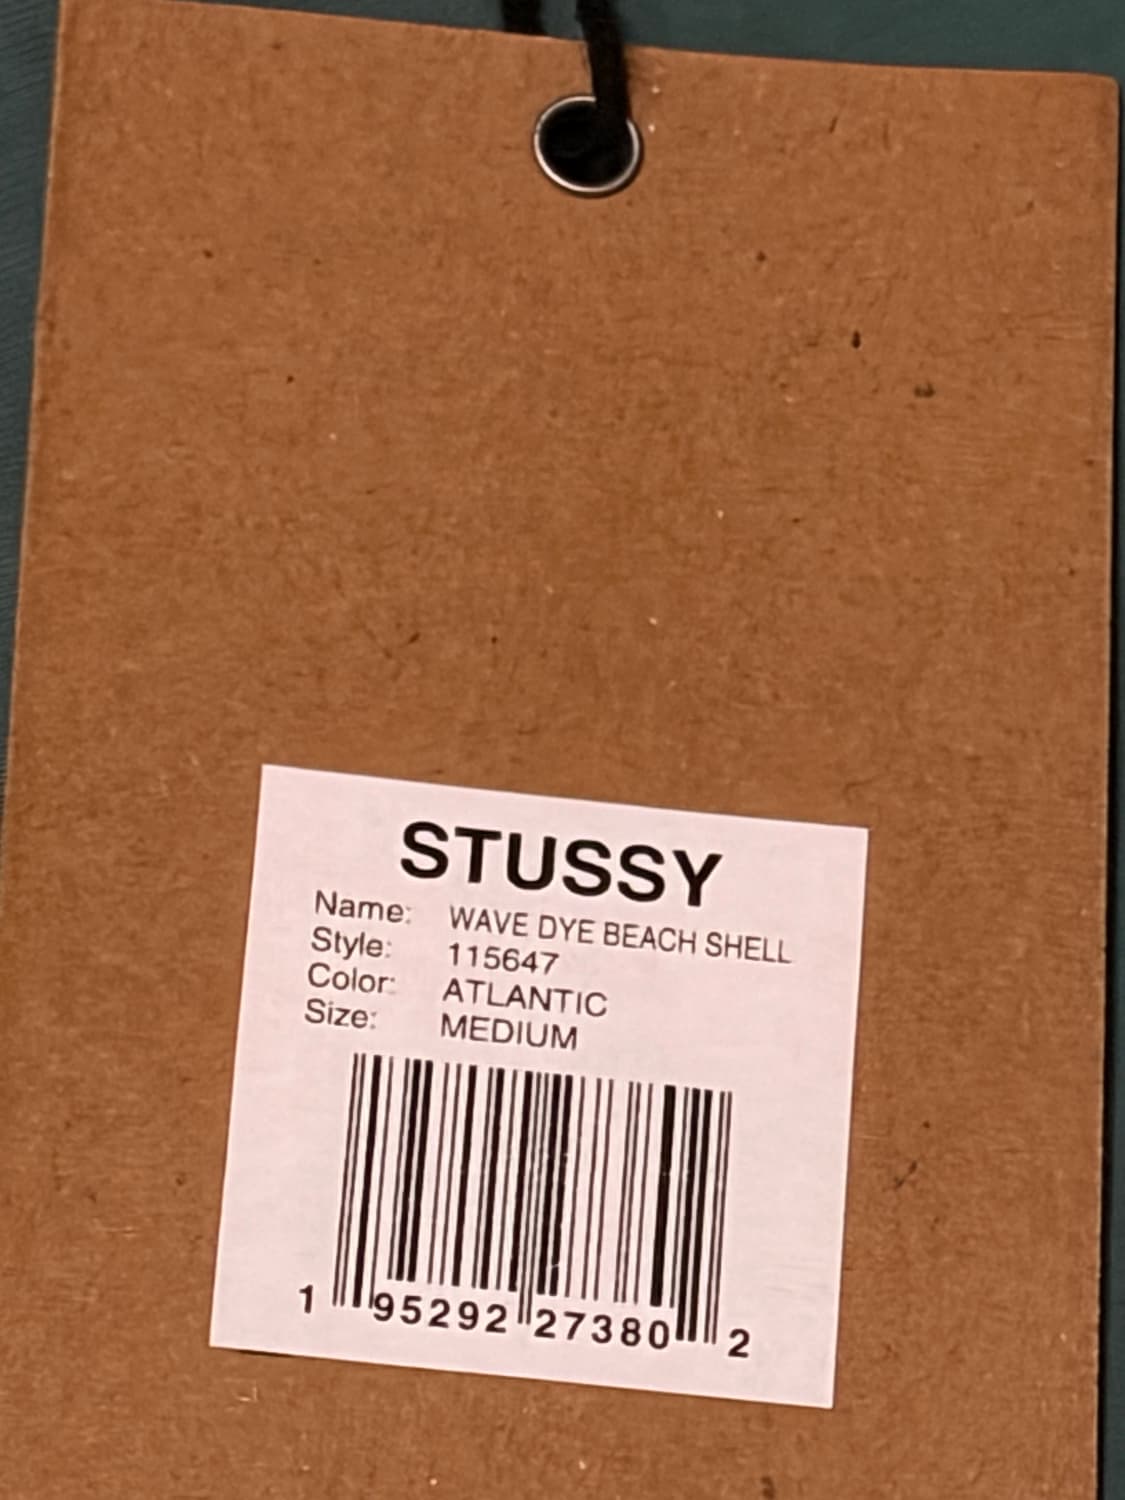 STUSSY
Name: WAVE DYE BEACH SHELL
Style: 115647
Color: ATLANTIC
Size: MEDIUM
1 95292 27380 2